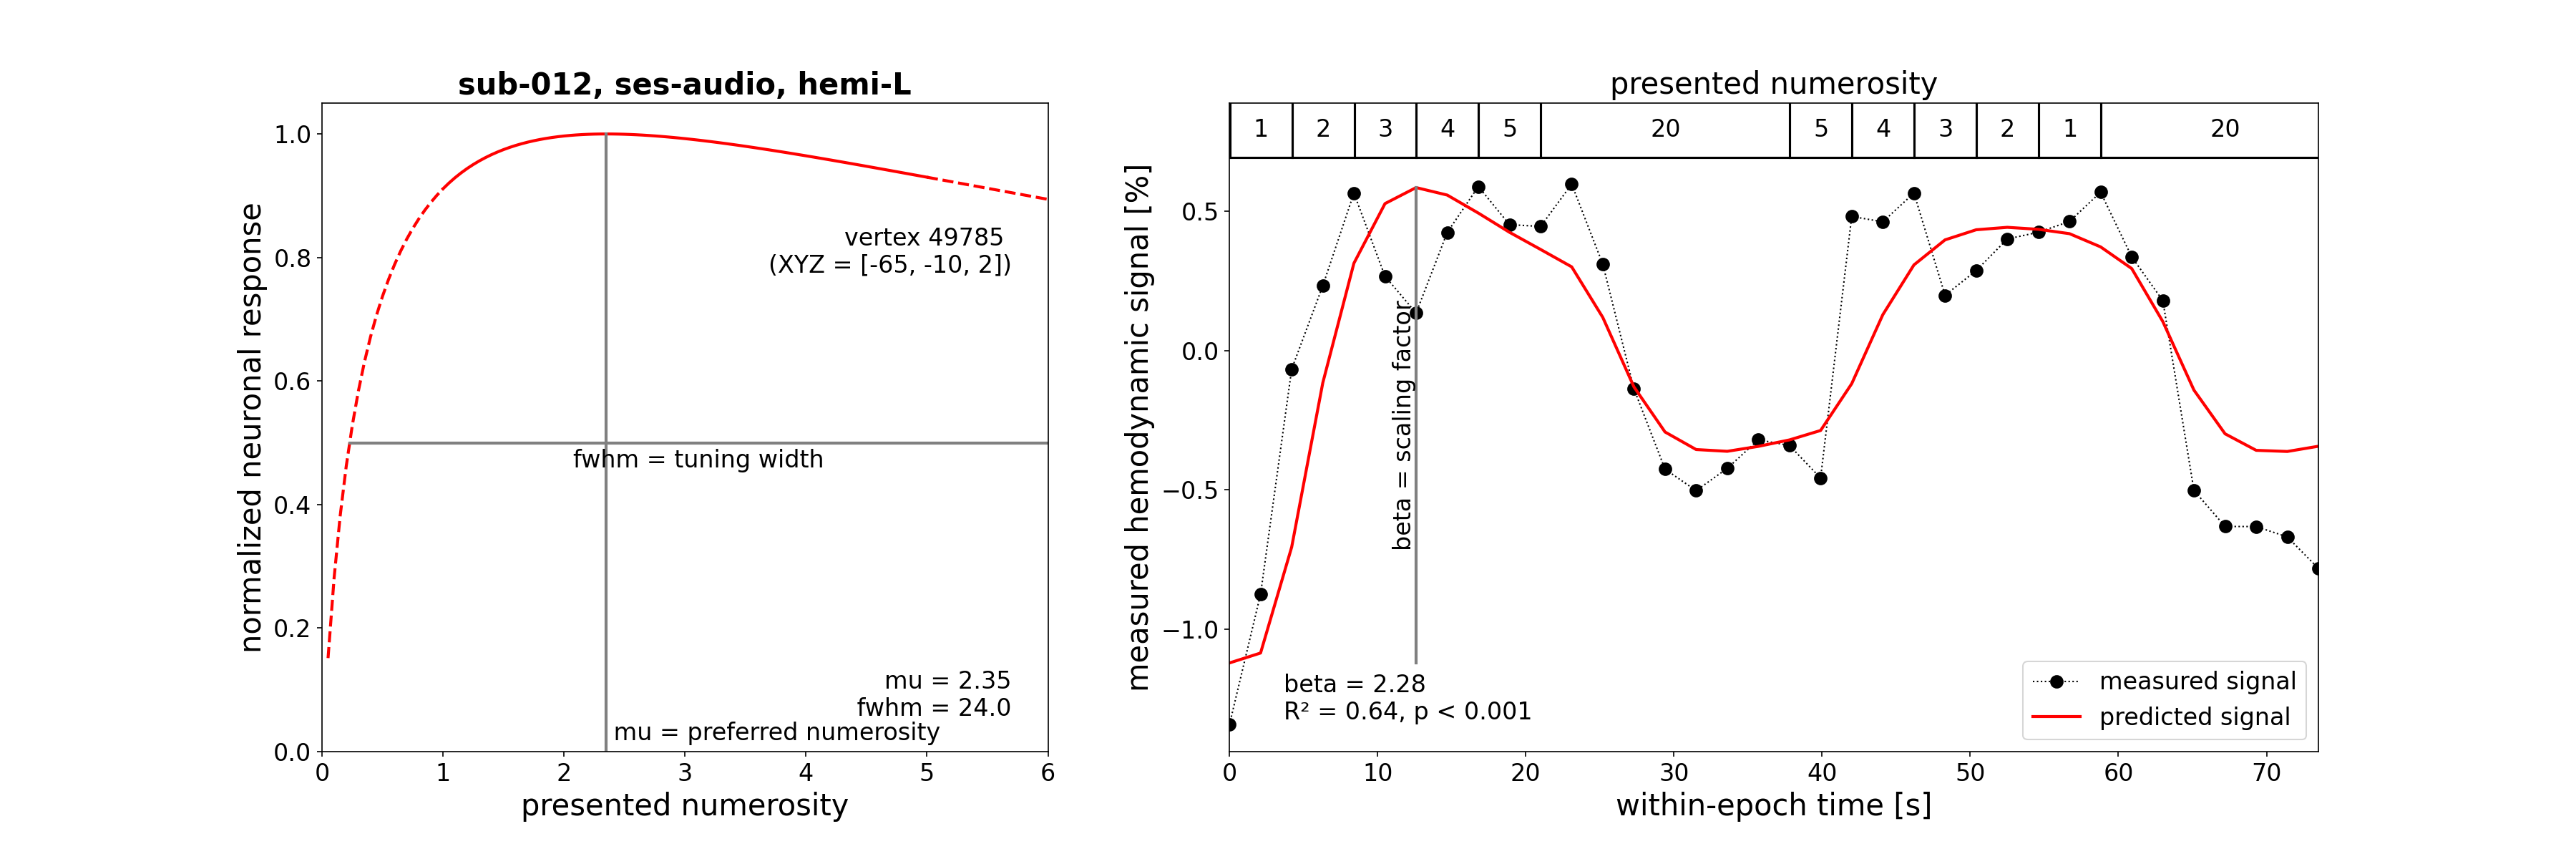 sub-012, ses-audio, hemi-L
normalized neuronal response
1.0
0.8
0.6
0.4
0.2
0.0
vertex 49785
(XYZ = [-65, -10, 2])
fwhm = tuning width
mu = 2.35
fwhm = 24.0
mu = preferred numerosity
0 1 2 3 4 5 6
presented numerosity
presented numerosity
1 2 3 4 5 20 5 4 3 2 1 20
measured hemodynamic signal [%]
0.5
0.0
−0.5
−1.0
beta = scaling factor
beta = 2.28
R² = 0.64, p < 0.001
measured signal
predicted signal
0 10 20 30 40 50 60 70
within-epoch time [s]